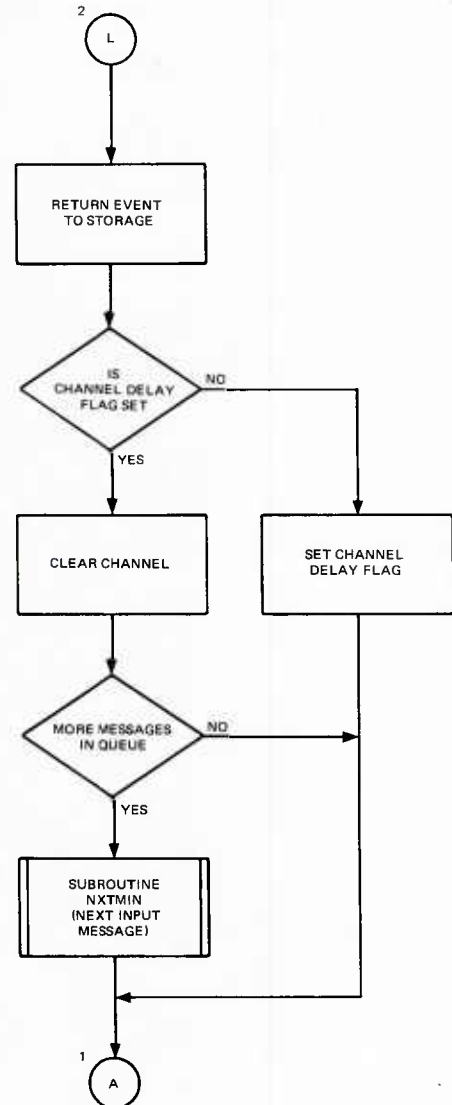 2
L
RETURN EVENT
TO STORAGE
IS
CHANNEL DELAY
FLAG SET
NO
YES
CLEAR CHANNEL
SET CHANNEL
DELAY FLAG
MORE MESSAGES
IN QUEUE
NO
YES
SUBROUTINE
NXTMIN
(NEXT INPUT
MESSAGE)
1
A